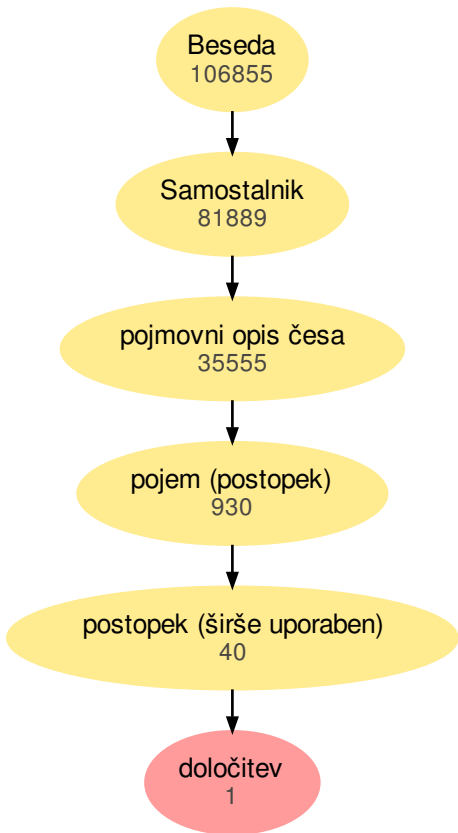 Beseda
106855
Samostalnik
81889
pojmovni opis česa
35555
pojem (postopek)
930
postopek (širše uporaben)
40
določitev
1